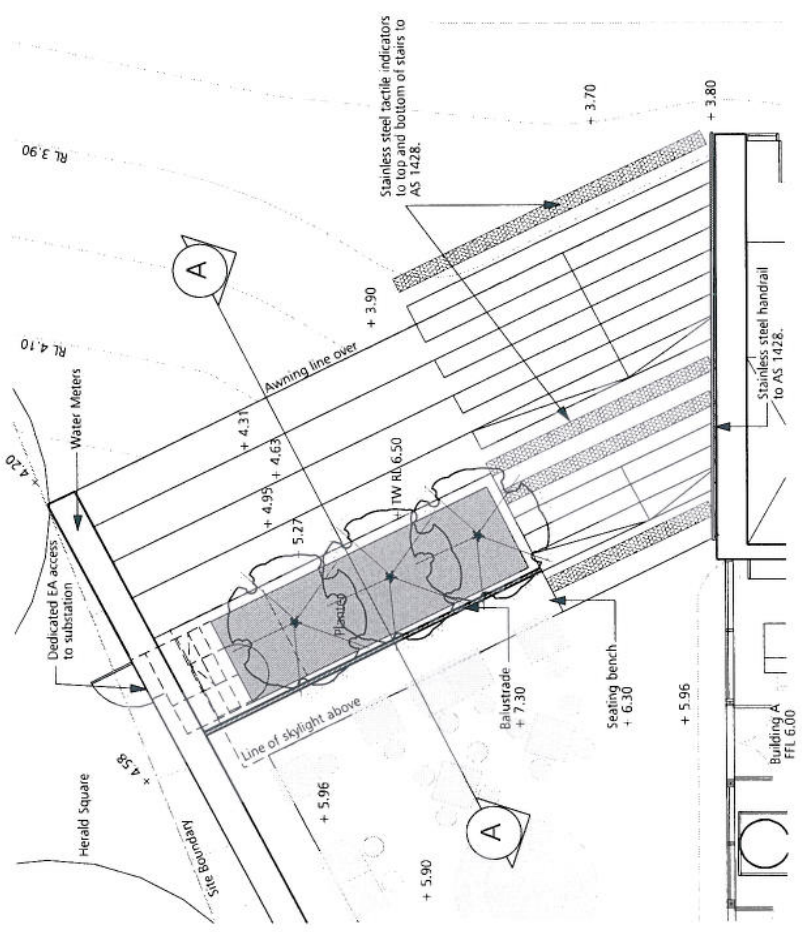 Stainless steel tactile indicators
to top and bottom of stairs to
AS 1428.
+ 3.70
+ 3.80
RL 3.90
A
+ 3.90
RL 4.10
Awning line over
Water Meters
+ 4.20
+ 4.31
+ 4.63
+ 4.95
5.27
+ TW RL 6.50
Stainless steel handrail
to AS 1428.
Dedicated EA access
to substation
Planter
Line of skylight above
Balustrade
+ 7.30
Seating bench
+ 6.30
+ 5.96
Building A
FFL 6.00
Herald Square
+ 4.58
Site Boundary
+ 5.96
A
+ 5.90